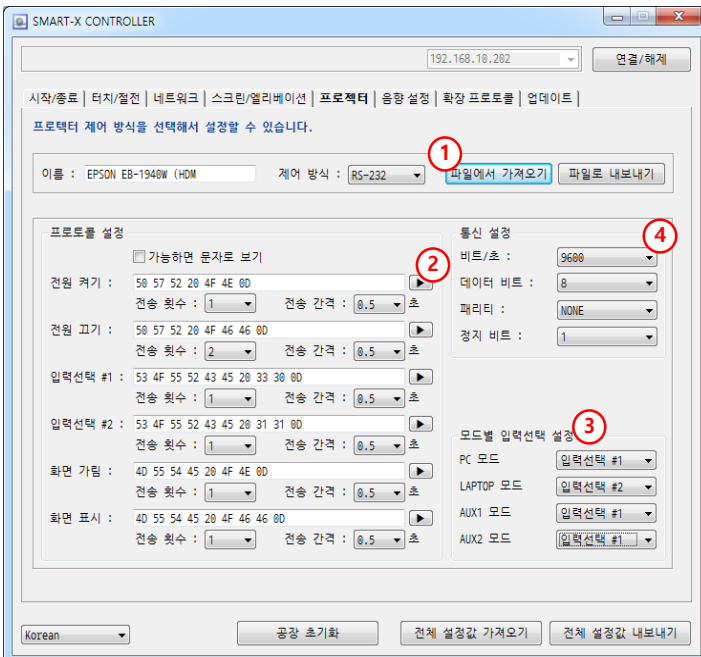 SMART-X CONTROLLER
192.168.10.202 연결/해제
시작/종료 터치/절전 네트워크 스크린/엘리베이션 프로젝터 음향 설정 확장 프로토콜 업데이트
프로텍터 제어 방식을 선택해서 설정할 수 있습니다.
1
이름 : EPSON EB-1940W (HDM 제어 방식 : RS-232 파일에서 가져오기 파일로 내보내기
프로토콜 설정
가능하면 문자로 보기
2
전원 켜기 : 50 57 52 20 4F 4E 0D
전송 횟수 : 1 전송 간격 : 0.5 초
전원 끄기 : 50 57 52 20 4F 46 46 0D
전송 횟수 : 2 전송 간격 : 0.5 초
입력선택 #1 : 53 4F 55 52 43 45 20 33 30 0D
전송 횟수 : 1 전송 간격 : 0.5 초
입력선택 #2 : 53 4F 55 52 43 45 20 31 31 0D
전송 횟수 : 1 전송 간격 : 0.5 초
화면 가림 : 4D 55 54 45 20 4F 4E 0D
전송 횟수 : 1 전송 간격 : 0.5 초
화면 표시 : 4D 55 54 45 20 4F 46 46 0D
전송 횟수 : 1 전송 간격 : 0.5 초
통신 설정
4
비트/초 : 9600
데이터 비트 : 8
패리티 : NONE
정지 비트 : 1
모드별 입력선택 설정
3
PC 모드 입력선택 #1
LAPTOP 모드 입력선택 #2
AUX1 모드 입력선택 #1
AUX2 모드 입력선택 #1
Korean 공장 초기화 전체 설정값 가져오기 전체 설정값 내보내기